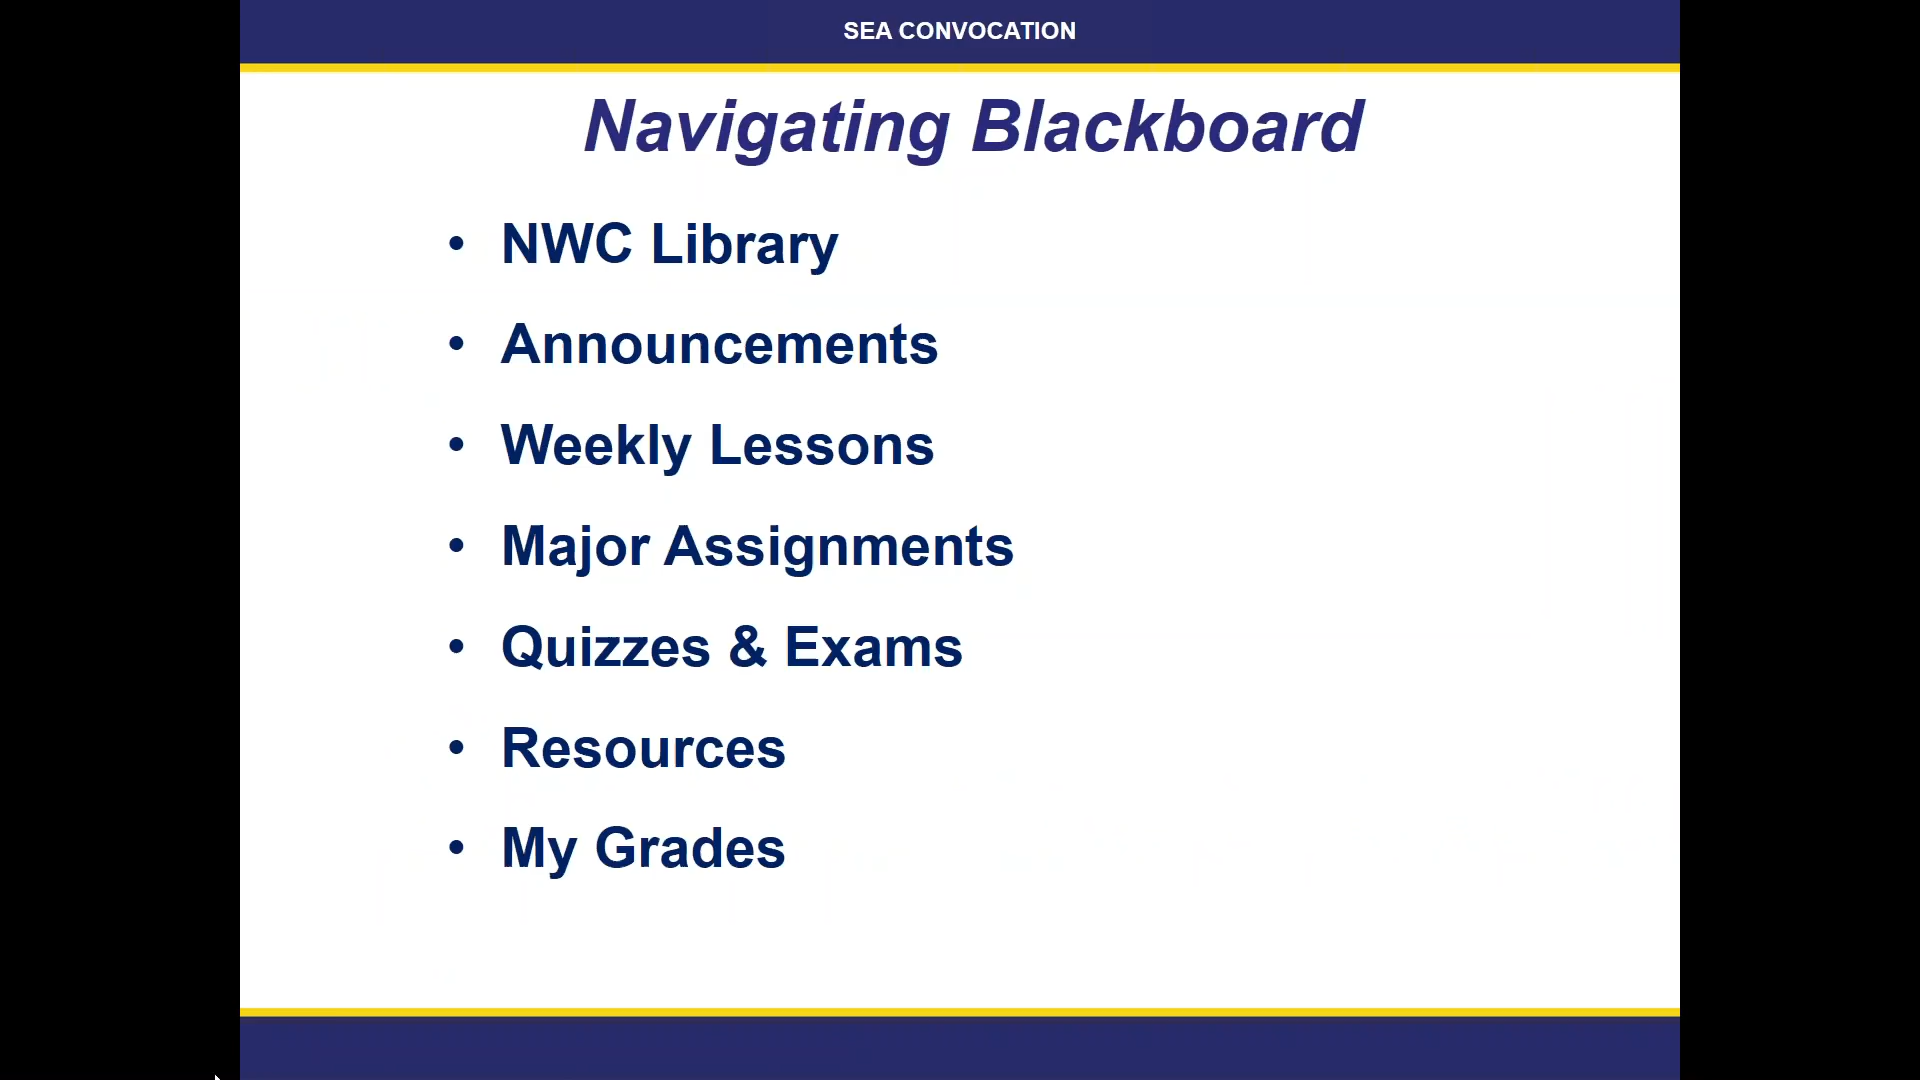 SEA CONVOCATION
Navigating Blackboard
• NWC Library
• Announcements
• Weekly Lessons
• Major Assignments
• Quizzes & Exams
• Resources
• My Grades